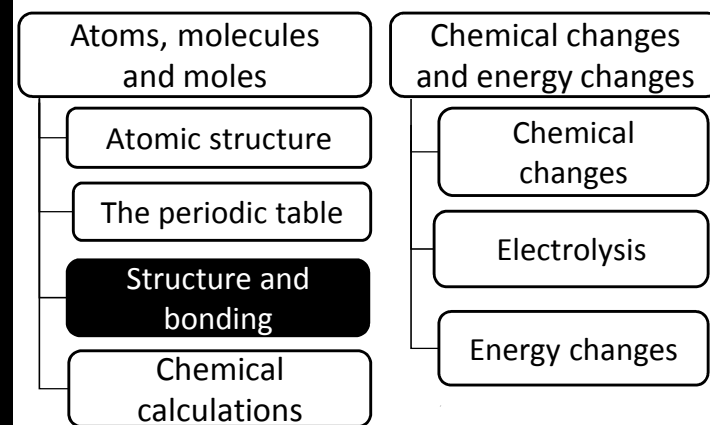 Atoms, molecules
and moles
Atomic structure
The periodic table
Structure and
bonding
Chemical
calculations
Chemical changes
and energy changes
Chemical
changes
Electrolysis
Energy changes